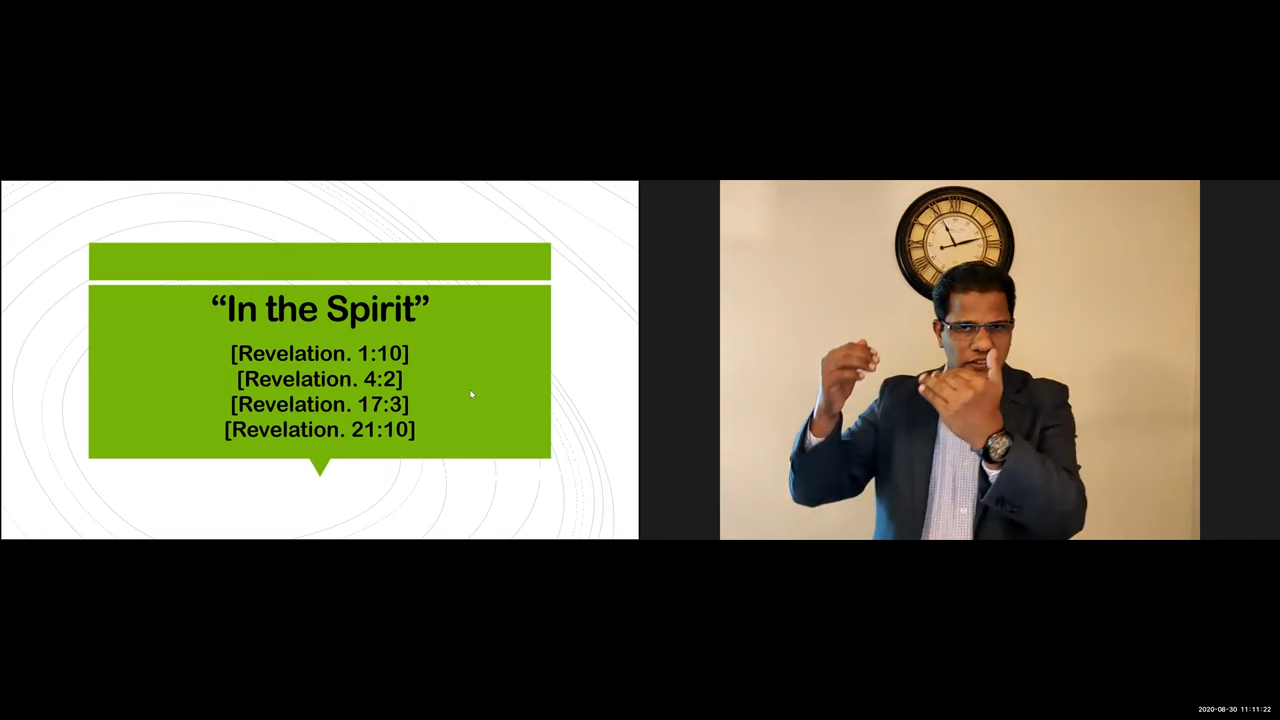 “In the Spirit”
[Revelation. 1:10]
[Revelation. 4:2]
[Revelation. 17:3]
[Revelation. 21:10]
2020-08-30 11:11:22